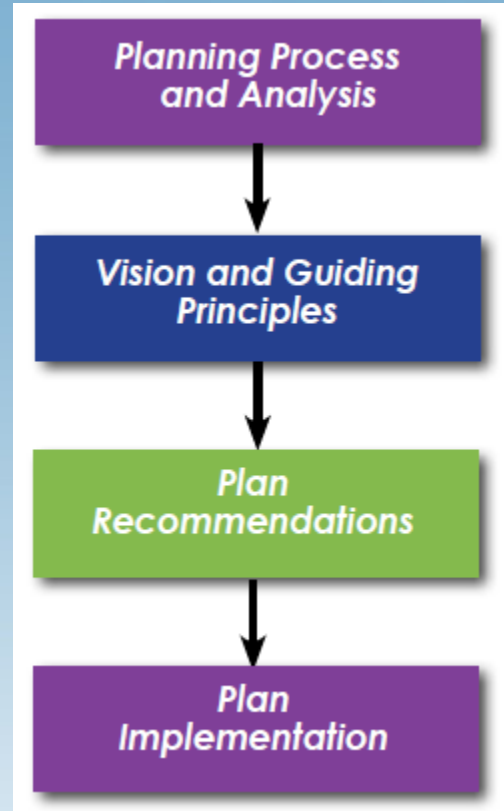 Planning Process
and Analysis
Vision and Guiding
Principles
Plan
Recommendations
Plan
Implementation